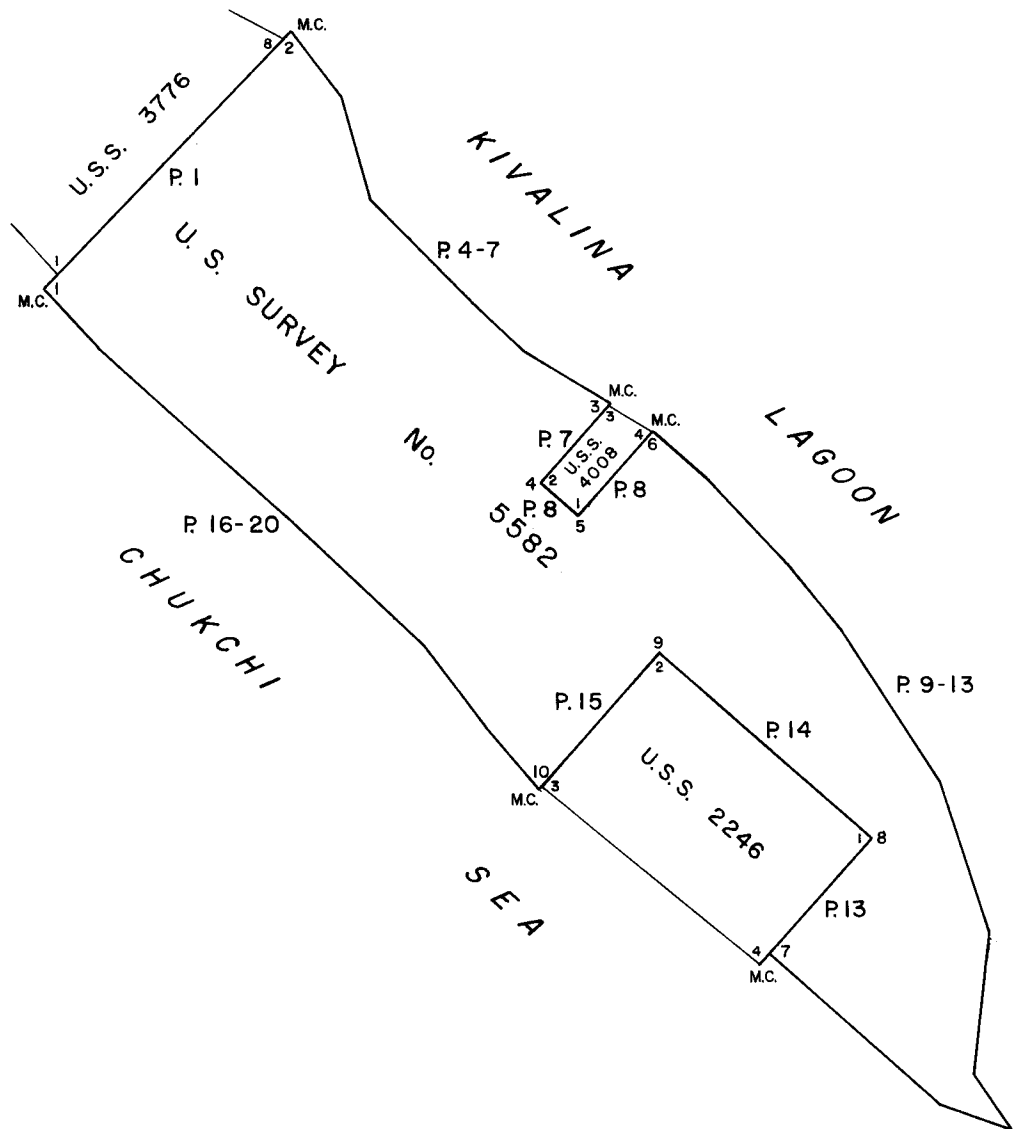 M.C.
8
2
U.S.S. 3776
P. 1
KIVALINA
U. S. SURVEY
P. 4-7
1
1
M.C.
M.C.
3
3
M.C.
4
6
LAGOON
No.
P. 7
U.S.S.
4008
P. 8
4
2
P. 8
1
5
5582
P. 16-20
CHUKCHI
9
2
P. 9-13
P. 15
P. 14
U.S.S. 2246
10
3
M.C.
1
8
SEA
P. 13
4
7
M.C.